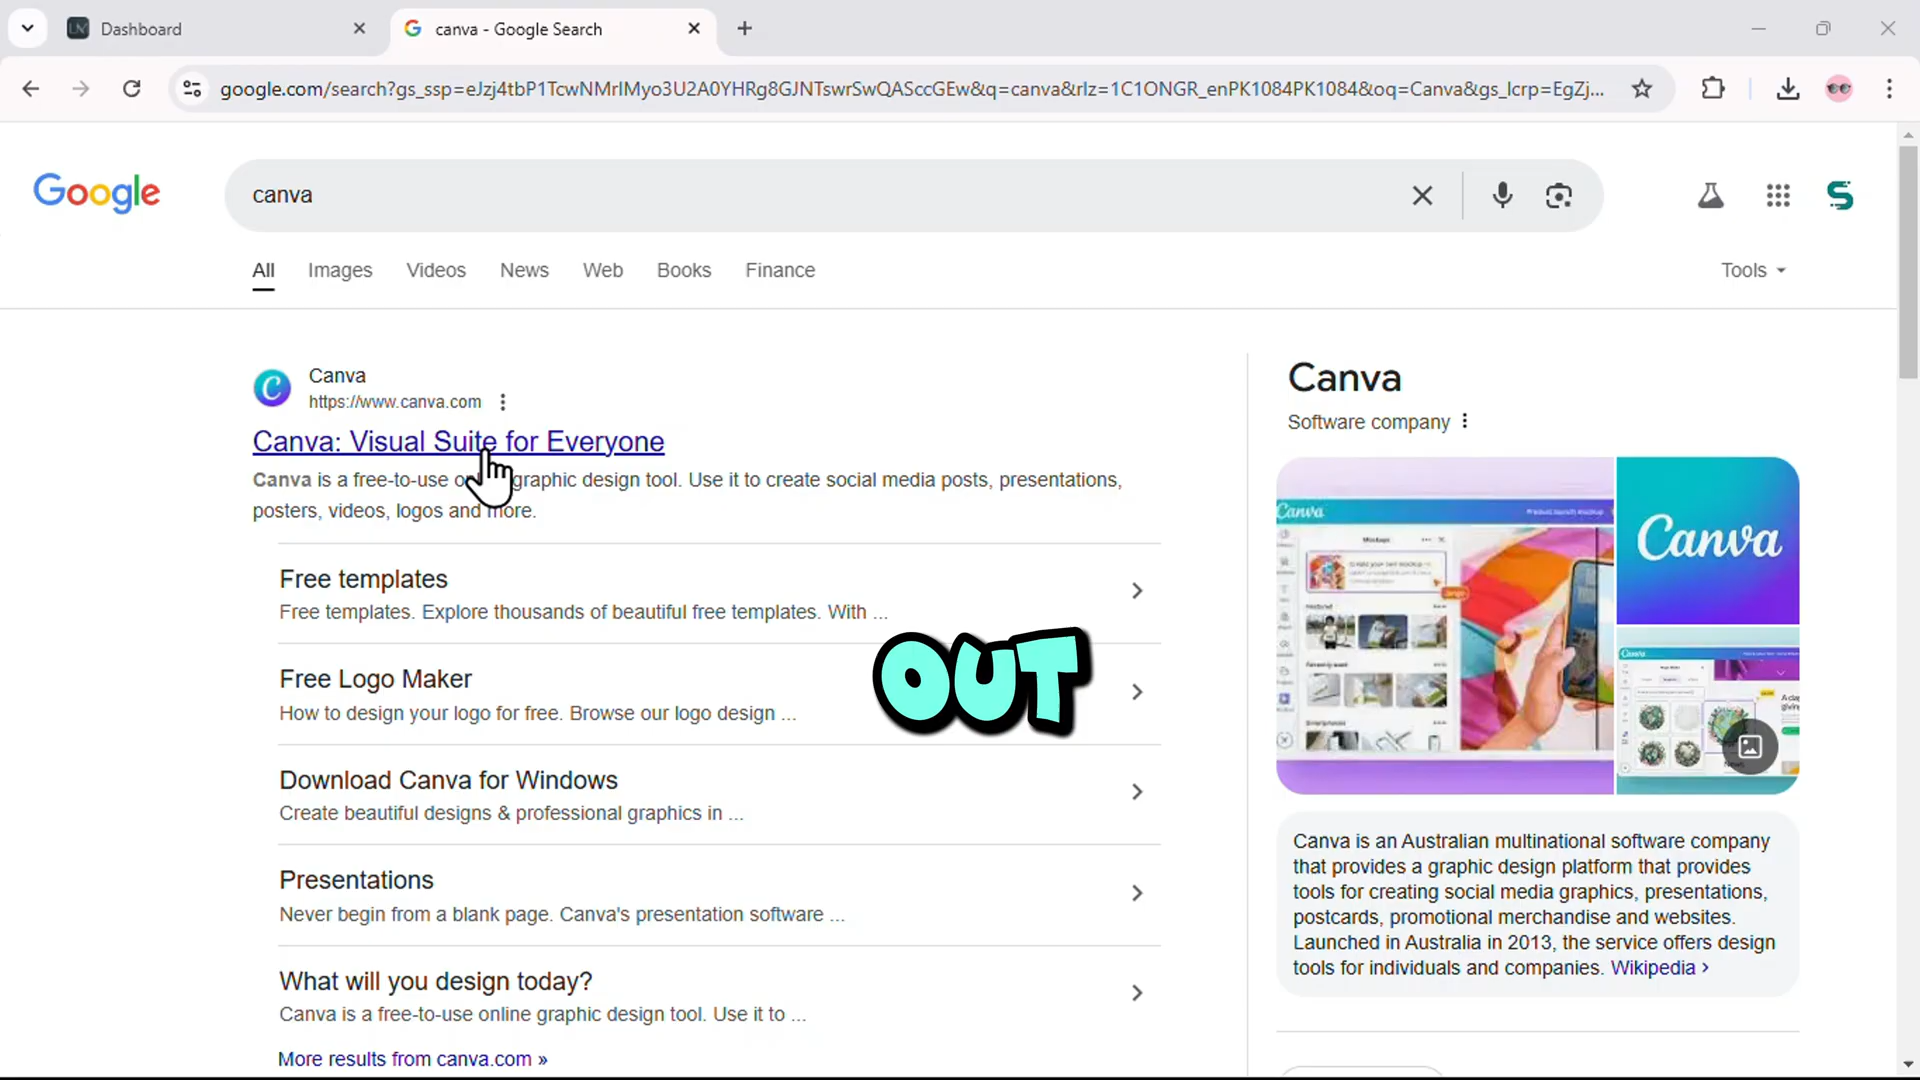 Dashboard
canva - Google Search
google.com/search?gs_ssp=eJzj4tbP1TcwNMrIMyo3U2A0YHRg8GJNTswrSwQASccGEw&q=canva&rlz=1C1ONGR_enPK1084PK1084&oq=Canva&gs_lcrp=EgZj...
Google
canva
All Images Videos News Web Books Finance
Tools
Canva
https://www.canva.com
Canva: Visual Suite for Everyone
Canva is a free-to-use graphic design tool. Use it to create social media posts, presentations,
posters, videos, logos and more.
Free templates
Free templates. Explore thousands of beautiful free templates. With ...
OUT
Free Logo Maker
How to design your logo for free. Browse our logo design ...
Download Canva for Windows
Create beautiful designs & professional graphics in ...
Presentations
Never begin from a blank page. Canva's presentation software ...
What will you design today?
Canva is a free-to-use online graphic design tool. Use it to ...
More results from canva.com »
Canva
Software company
Canva
Canva
Canva is an Australian multinational software company
that provides a graphic design platform that provides
tools for creating social media graphics, presentations,
postcards, promotional merchandise and websites.
Launched in Australia in 2013, the service offers design
tools for individuals and companies. Wikipedia ›